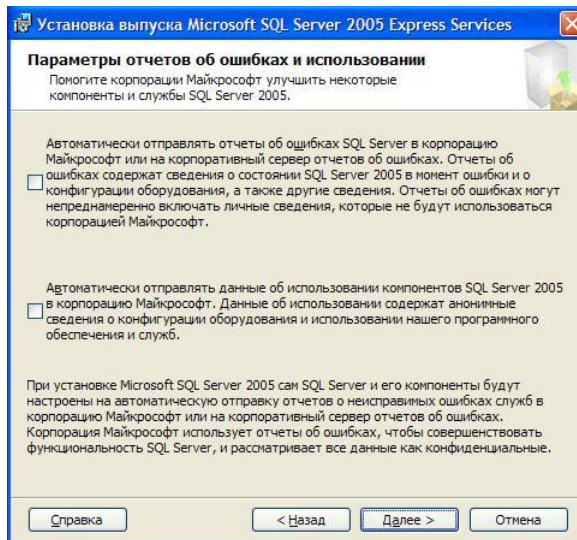 Установка выпуска Microsoft SQL Server 2005 Express Services
Параметры отчетов об ошибках и использовании
Помогите корпорации Майкрософт улучшить некоторые
компоненты и службы SQL Server 2005.
Автоматически отправлять отчеты об ошибках SQL Server в корпорацию
Майкрософт или на корпоративный сервер отчетов об ошибках. Отчеты об
ошибках содержат сведения о состоянии SQL Server 2005 в момент ошибки и о
конфигурации оборудования, а также другие сведения. Отчеты об ошибках могут
непреднамеренно включать личные сведения, которые не будут использоваться
корпорацией Майкрософт.
Автоматически отправлять данные об использовании компонентов SQL Server 2005
в корпорацию Майкрософт. Данные об использовании содержат анонимные
сведения о конфигурации оборудования и использовании нашего программного
обеспечения и служб.
При установке Microsoft SQL Server 2005 сам SQL Server и его компоненты будут
настроены на автоматическую отправку отчетов о неисправимых ошибках служб в
корпорацию Майкрософт или на корпоративный сервер отчетов об ошибках.
Корпорация Майкрософт использует отчеты об ошибках, чтобы совершенствовать
функциональность SQL Server, и рассматривает все данные как конфиденциальные.
Справка < Назад Далее > Отмена